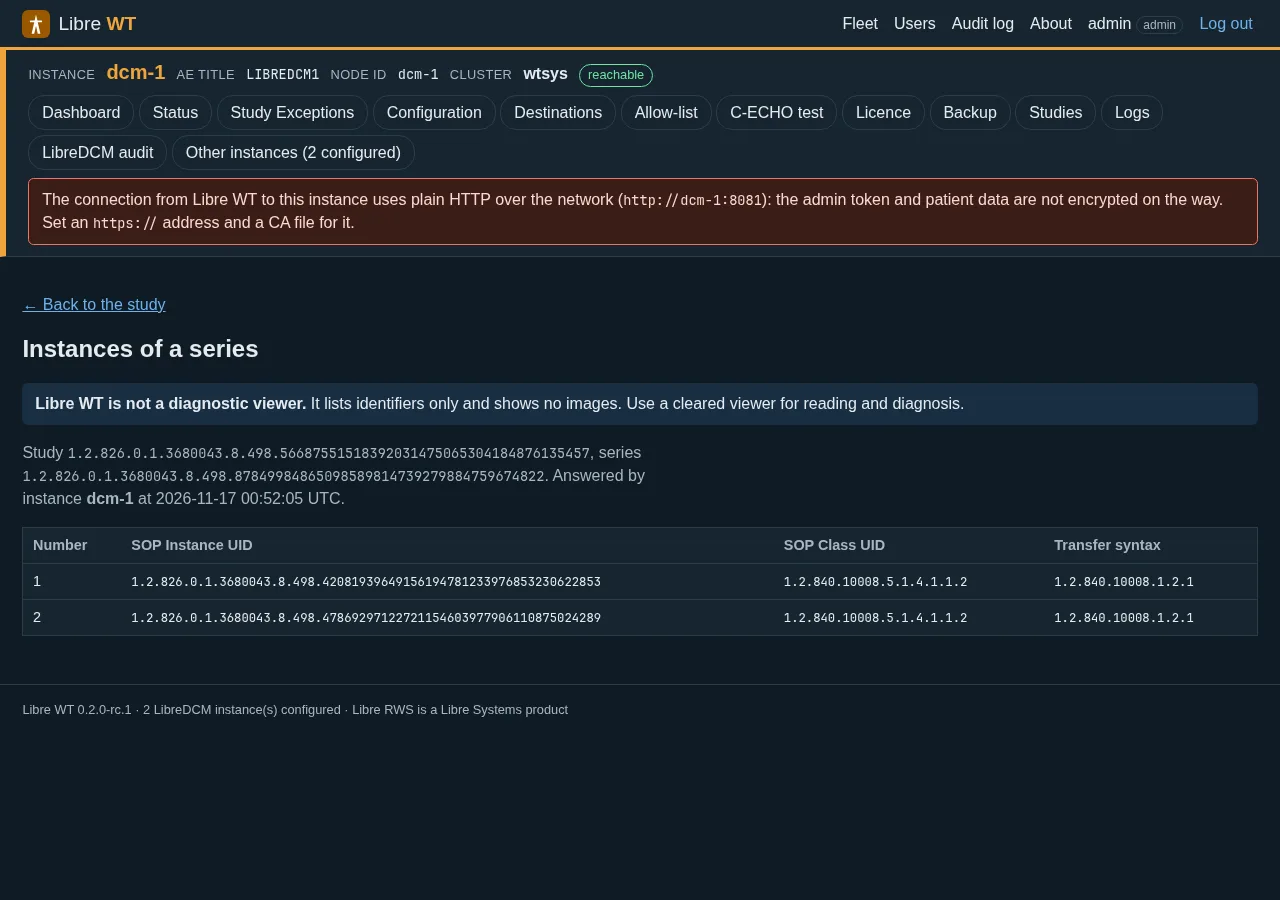 Libre WT
Fleet Users Audit log About admin admin Log out
INSTANCE dcm-1 AE TITLE LIBREDCM1 NODE ID dcm-1 CLUSTER wtsys reachable
Dashboard Status Study Exceptions Configuration Destinations Allow-list C-ECHO test Licence Backup Studies Logs
LibreDCM audit Other instances (2 configured)
The connection from Libre WT to this instance uses plain HTTP over the network (http://dcm-1:8081): the admin token and patient data are not encrypted on the way.
Set an https:// address and a CA file for it.
← Back to the study
Instances of a series
Libre WT is not a diagnostic viewer. It lists identifiers only and shows no images. Use a cleared viewer for reading and diagnosis.
Study 1.2.826.0.1.3680043.8.498.56687551518392031475065304184876135457, series
1.2.826.0.1.3680043.8.498.87849984865098589814739279884759674822. Answered by
instance dcm-1 at 2026-11-17 00:52:05 UTC.
Number SOP Instance UID SOP Class UID Transfer syntax
1 1.2.826.0.1.3680043.8.498.42081939649156194781233976853230622853 1.2.840.10008.5.1.4.1.1.2 1.2.840.10008.1.2.1
2 1.2.826.0.1.3680043.8.498.47869297122721154603977906110875024289 1.2.840.10008.5.1.4.1.1.2 1.2.840.10008.1.2.1
Libre WT 0.2.0-rc.1 · 2 LibreDCM instance(s) configured · Libre RWS is a Libre Systems product